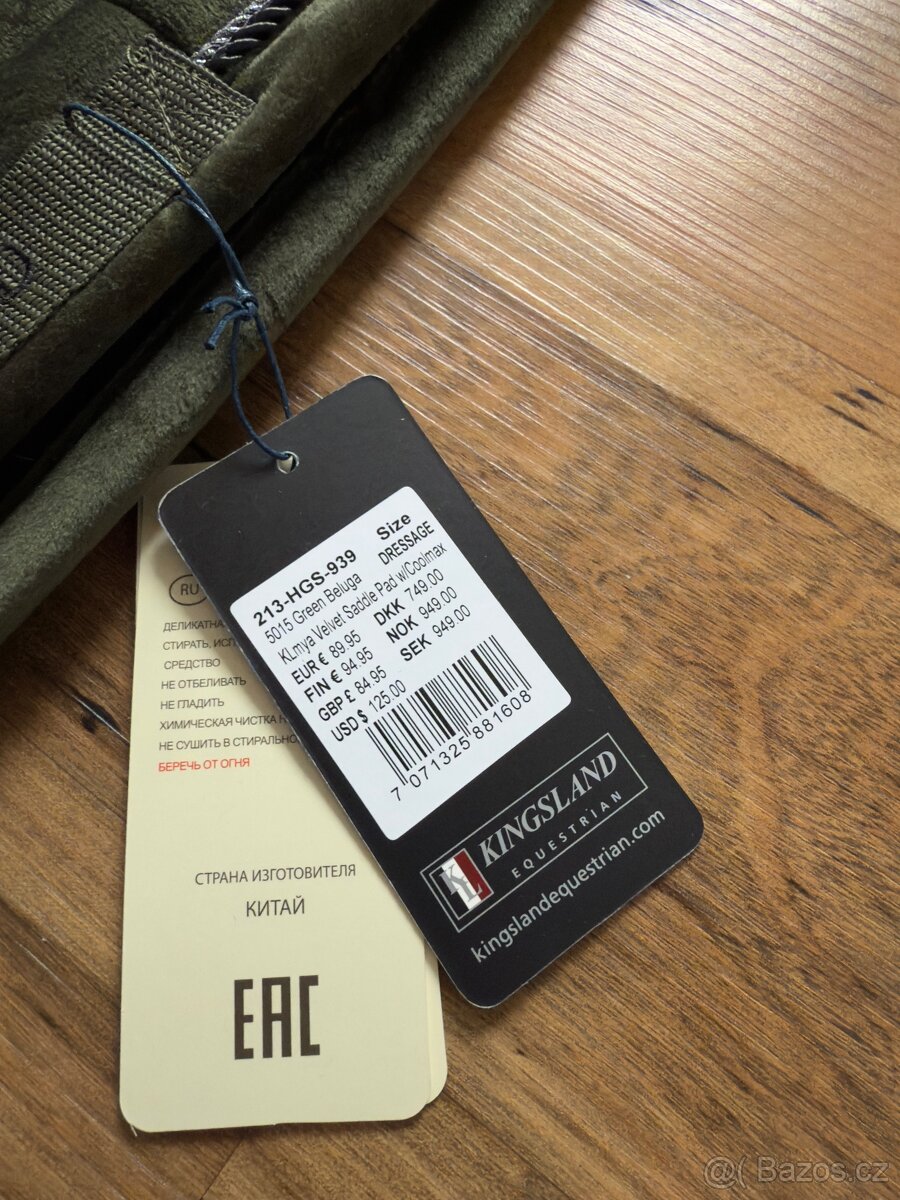 213-HGS-939 Size
5015 Green Beluga DRESSAGE
KLmya Velvet Saddle Pad w/Coolmax
EUR € 89.95 DKK 749.00
FIN € 94.95 NOK 949.00
GBP £ 84.95 SEK 949.00
USD $ 125.00
7 071325 881608
KL KINGSLAND
EQUESTRIAN
kingslandequestrian.com
RU
СТИРАТЬ,
СРЕДСТВО
НЕ ОТБЕЛИВАТЬ
НЕ ГЛАДИТЬ
ХИМИЧЕСКАЯ ЧИСТКА
НЕ СУШИТЬ В
БЕРЕЧЬ ОТ ОГНЯ
СТРАНА ИЗГОТОВИТЕЛЯ
КИТАЙ
EAC
@( Bazos.cz